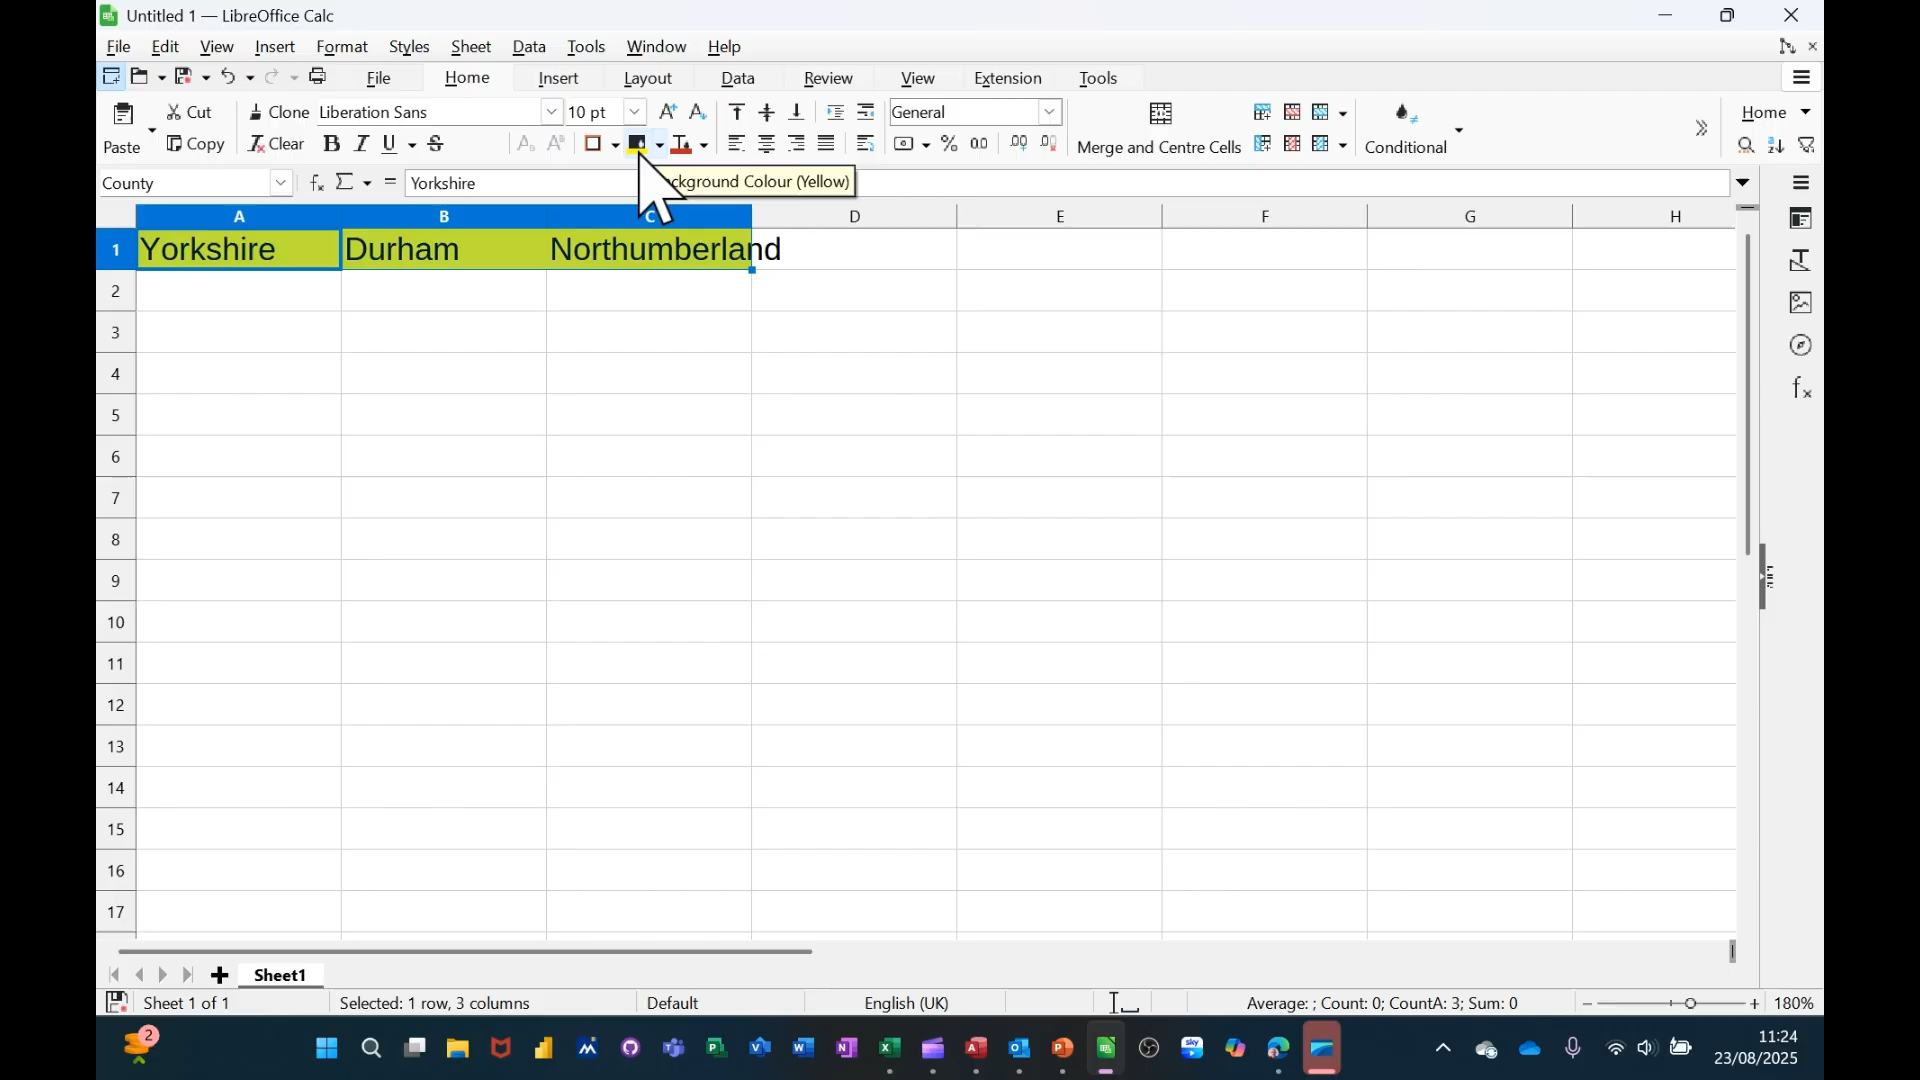 Untitled 1 — LibreOffice Calc
File Edit View Insert Format Styles Sheet Data Tools Window Help
File Home Insert Layout Data Review View Extension Tools
Paste Cut Clone Liberation Sans 10 pt General Merge and Centre Cells Conditional Home
Copy Clear B I U S
County Yorkshire ckground Colour (Yellow)
A B C D E F G H
1 Yorkshire Durham Northumberland
2
3
4
5
6
7
8
9
10
11
12
13
14
15
16
17
Sheet1
Sheet 1 of 1 Selected: 1 row, 3 columns Default English (UK) Average: ; Count: 0; CountA: 3; Sum: 0 180%
2
11:24
23/08/2025